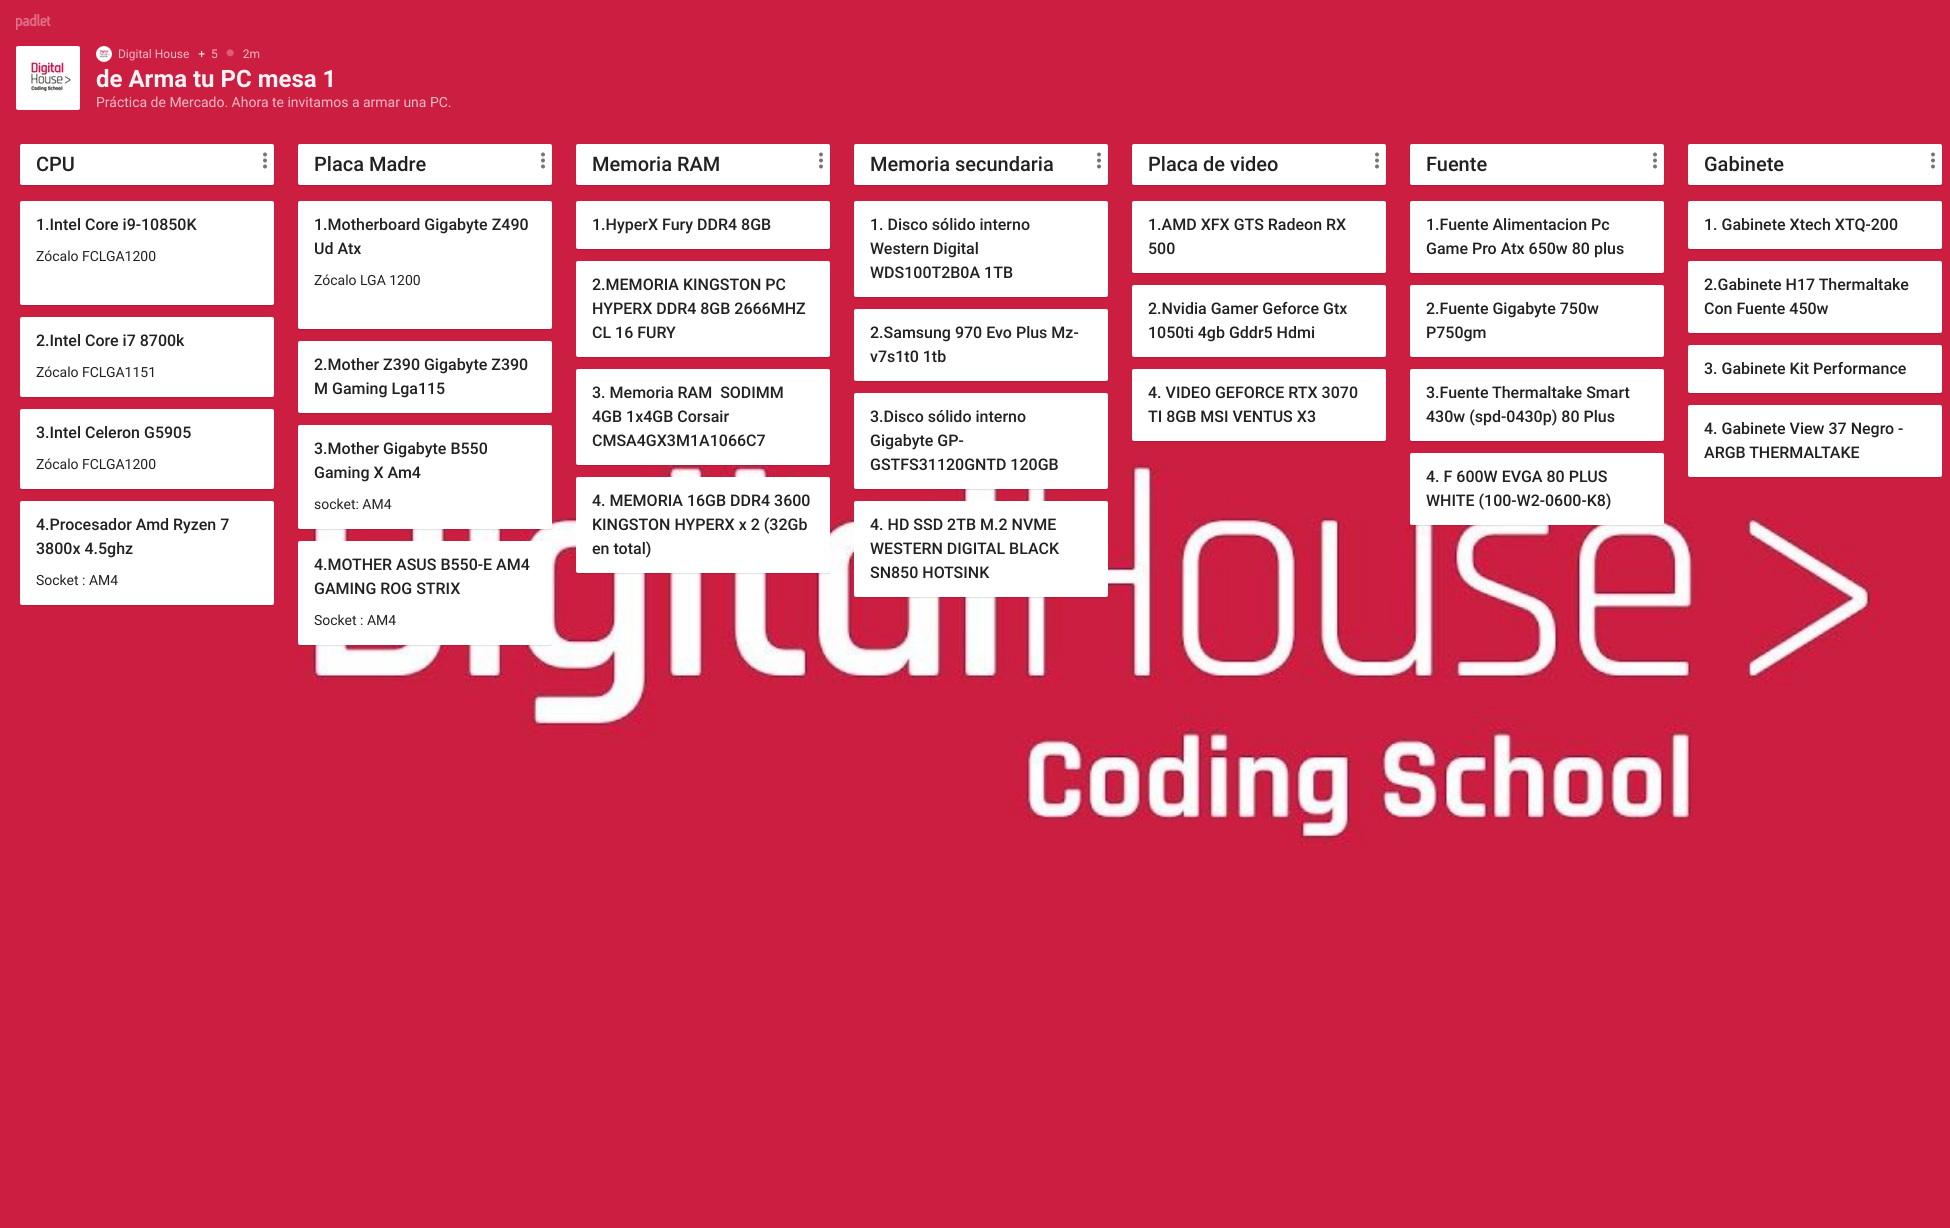 padlet
Digital House + 5 • 2m
Digital
House>
Coding School
de Arma tu PC mesa 1
Práctica de Mercado. Ahora te invitamos a armar una PC.
CPU
1.Intel Core i9-10850K
Zócalo FCLGA1200
2.Intel Core i7 8700k
Zócalo FCLGA1151
3.Intel Celeron G5905
Zócalo FCLGA1200
4.Procesador Amd Ryzen 7
3800x 4.5ghz
Socket : AM4
Placa Madre
1.Motherboard Gigabyte Z490
Ud Atx
Zócalo LGA 1200
2.Mother Z390 Gigabyte Z390
M Gaming Lga115
3.Mother Gigabyte B550
Gaming X Am4
socket: AM4
4.MOTHER ASUS B550-E AM4
GAMING ROG STRIX
Socket : AM4
Memoria RAM
1.HyperX Fury DDR4 8GB
2.MEMORIA KINGSTON PC
HYPERX DDR4 8GB 2666MHZ
CL 16 FURY
3. Memoria RAM  SODIMM
4GB 1x4GB Corsair
CMSA4GX3M1A1066C7
4. MEMORIA 16GB DDR4 3600
KINGSTON HYPERX x 2 (32Gb
en total)
Memoria secundaria
1. Disco sólido interno
Western Digital
WDS100T2B0A 1TB
2.Samsung 970 Evo Plus Mz-
v7s1t0 1tb
3.Disco sólido interno
Gigabyte GP-
GSTFS31120GNTD 120GB
4. HD SSD 2TB M.2 NVME
WESTERN DIGITAL BLACK
SN850 HOTSINK
Placa de video
1.AMD XFX GTS Radeon RX
500
2.Nvidia Gamer Geforce Gtx
1050ti 4gb Gddr5 Hdmi
4. VIDEO GEFORCE RTX 3070
TI 8GB MSI VENTUS X3
Fuente
1.Fuente Alimentacion Pc
Game Pro Atx 650w 80 plus
2.Fuente Gigabyte 750w
P750gm
3.Fuente Thermaltake Smart
430w (spd-0430p) 80 Plus
4. F 600W EVGA 80 PLUS
WHITE (100-W2-0600-K8)
Gabinete
1. Gabinete Xtech XTQ-200
2.Gabinete H17 Thermaltake
Con Fuente 450w
3. Gabinete Kit Performance
4. Gabinete View 37 Negro -
ARGB THERMALTAKE
DigitalHouse>
Coding School